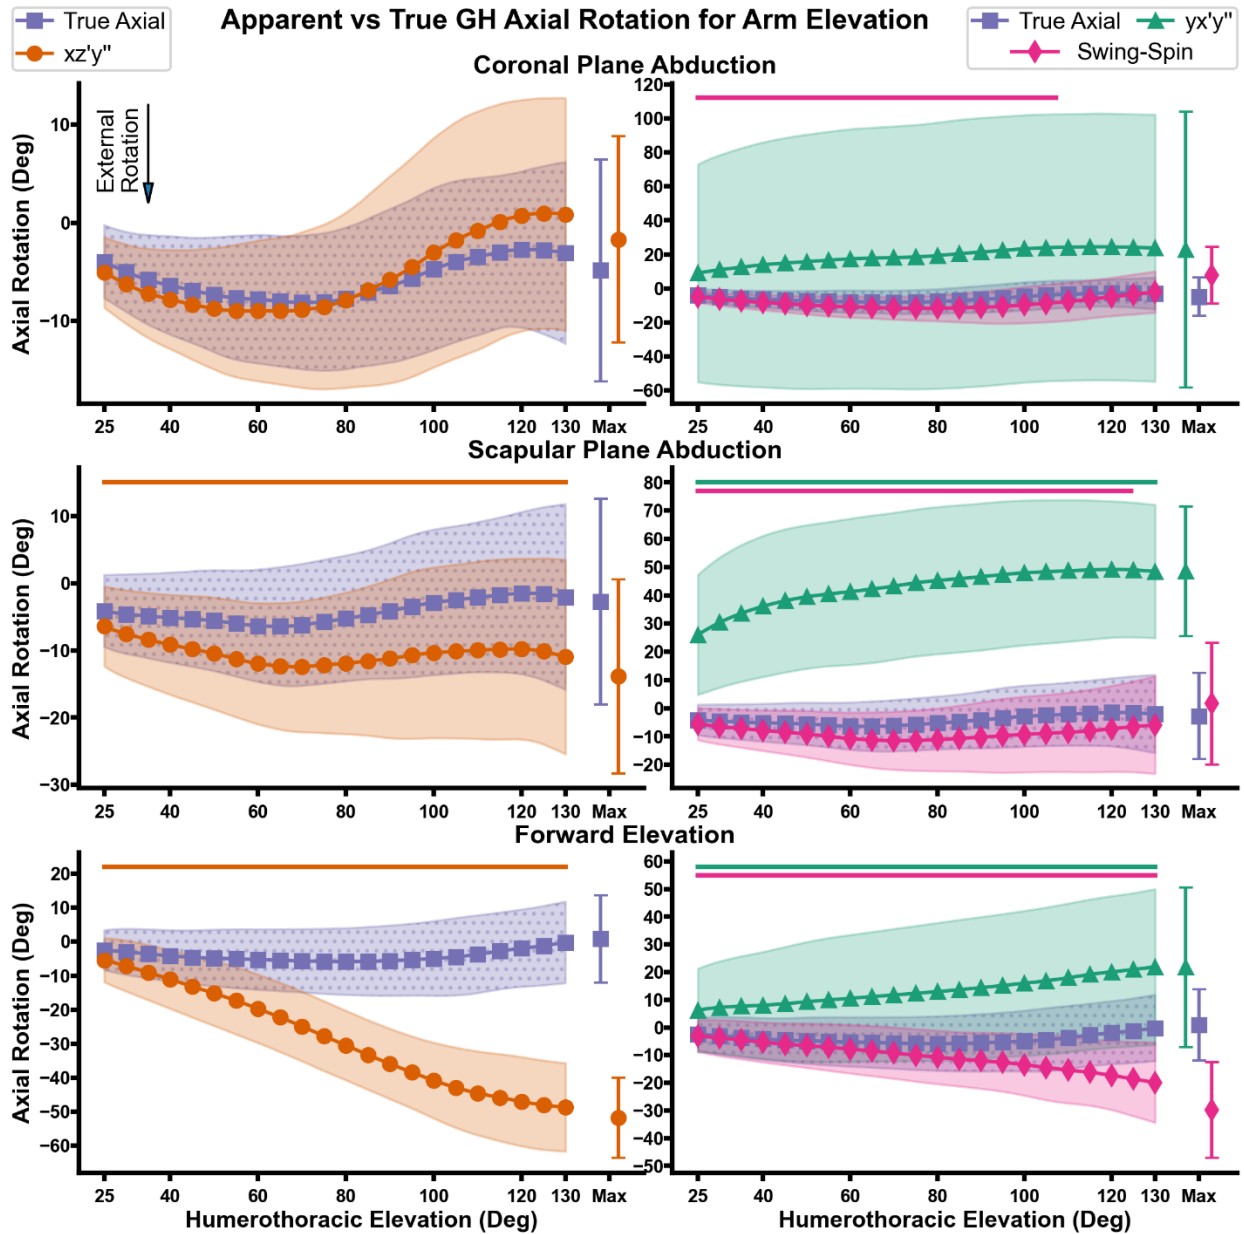 Apparent vs True GH Axial Rotation for Arm Elevation
True Axial
xz'y"
True Axial
yx'y"
Swing-Spin
Coronal Plane Abduction
Axial Rotation (Deg)
External
Rotation
10
0
−10
25 40 60 80 100 120 130 Max
120
100
80
60
40
20
0
−20
−40
−60
25 40 60 80 100 120 130 Max
Scapular Plane Abduction
Axial Rotation (Deg)
10
0
−10
−20
−30
25 40 60 80 100 120 130 Max
80
70
60
50
40
30
20
10
0
−10
−20
25 40 60 80 100 120 130 Max
Forward Elevation
Axial Rotation (Deg)
20
10
0
−10
−20
−30
−40
−50
−60
25 40 60 80 100 120 130 Max
Humerothoracic Elevation (Deg)
60
50
40
30
20
10
0
−10
−20
−30
−40
−50
25 40 60 80 100 120 130 Max
Humerothoracic Elevation (Deg)